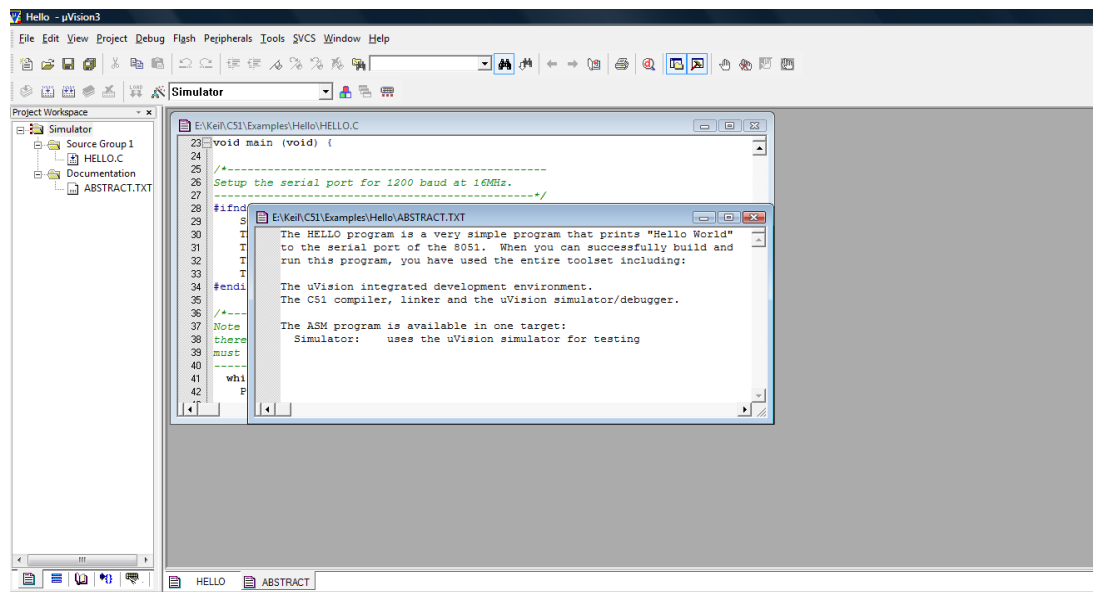 Hello - µVision3
File Edit View Project Debug Flash Peripherals Tools SVCS Window Help
LOAD
Simulator
Project Workspace
Simulator
Source Group 1
HELLO.C
Documentation
ABSTRACT.TXT
E:\Keil\C51\Examples\Hello\HELLO.C
23 void main (void) {
24
25 /*------------------------------------------------
26 Setup the serial port for 1200 baud at 16MHz.
27 ------------------------------------------------*/
28 #ifnd
29 S
30 T
31 T
32 T
33 T
34 #endi
35
36 /*---
37 Note
38 there
39 must
40 -----
41 whi
42 P
E:\Keil\C51\Examples\Hello\ABSTRACT.TXT
The HELLO program is a very simple program that prints "Hello World"
to the serial port of the 8051. When you can successfully build and
run this program, you have used the entire toolset including:
The uVision integrated development environment.
The C51 compiler, linker and the uVision simulator/debugger.
The ASM program is available in one target:
Simulator: uses the uVision simulator for testing
HELLO ABSTRACT